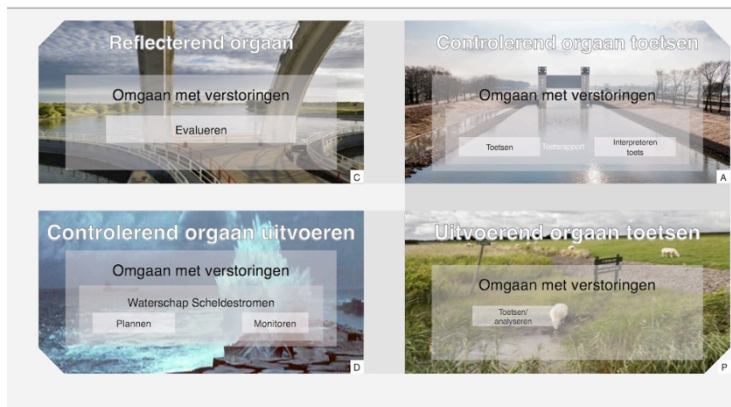 Reflecterend orgaan
Omgaan met verstoringen
Evalueren
C
Controlerend orgaan toetsen
Omgaan met verstoringen
Toetsen
Toetsrapport
Interpreteren
toets
A
Controlerend orgaan uitvoeren
Omgaan met verstoringen
Waterschap Scheldestromen
Plannen
Monitoren
D
Uitvoerend orgaan toetsen
Omgaan met verstoringen
Toetsen/
analyseren
P